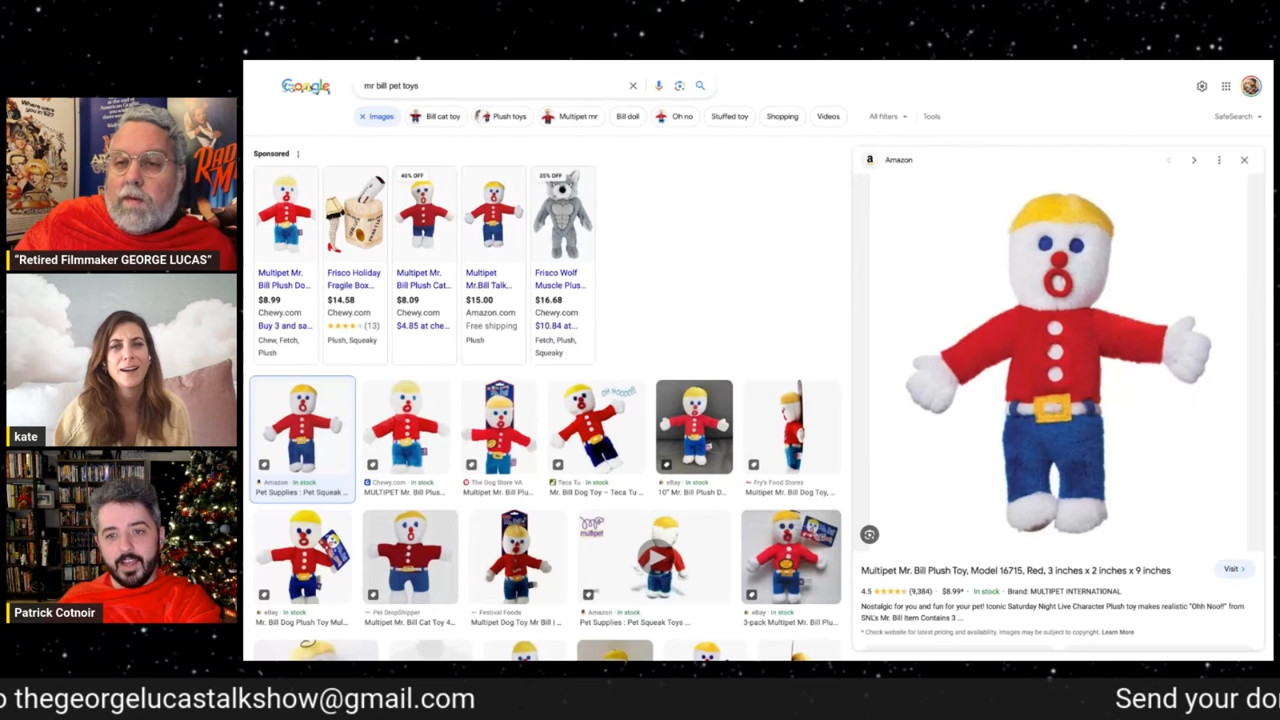 "Retired Filmmaker GEORGE LUCAS"
kate
Patrick Cotnoir
Google
mr bill pet toys
Images
Bill cat toy
Plush toys
Multipet mr
Bill doll
Oh no
Stuffed toy
Shopping
Videos
All filters
Tools
SafeSearch
Sponsored
Multipet Mr.
Bill Plush Do...
$8.99
Chewy.com
Buy 3 and sa...
Chew, Fetch,
Plush
Frisco Holiday
Fragile Box...
$14.58
Chewy.com
(13)
Plush, Squeaky
40% OFF
Multipet Mr.
Bill Plush Cat...
$8.09
Chewy.com
$4.85 at che...
Multipet
Mr.Bill Talk...
$15.00
Amazon.com
Free shipping
Plush
35% OFF
Frisco Wolf
Muscle Plus...
$16.68
Chewy.com
$10.84 at...
Plush,
Squeaky
Amazon · In stock
Pet Supplies : Pet Squeak ...
Chewy.com · In stock
MULTIPET Mr. Bill Plus...
The Dog Store VA
Multipet Mr. Bill Plu...
OH NOOOO!!
Teca Tu · In stock
Mr. Bill Dog Toy – Teca Tu ...
eBay · In stock
10" Mr. Bill Plush D...
Fry's Food Stores
Multipet Mr. Bill Dog Toy, ...
eBay · In stock
Mr. Bill Dog Plush Toy Mul...
Pet DropShipper
Multipet Mr. Bill Cat Toy 4...
Festival Foods
Multipet Dog Toy Mr Bill | ...
multipet
Amazon · In stock
Pet Supplies : Pet Squeak Toys ...
eBay · In stock
3-pack Multipet Mr. Bill Plu...
a Amazon
Multipet Mr. Bill Plush Toy, Model 16715, Red, 3 inches x 2 inches x 9 inches
Visit
4.5 (9,384) · $8.99* · In stock · Brand: MULTIPET INTERNATIONAL
Nostalgic for you and fun for your pet! Iconic Saturday Night Live Character Plush toy makes realistic "Ohh Noo!!" from
SNL's Mr. Bill Item Contains 3 ...
* Check website for latest pricing and availability. Images may be subject to copyright. Learn More
o thegeorgelucastalkshow@gmail.com
Send your do